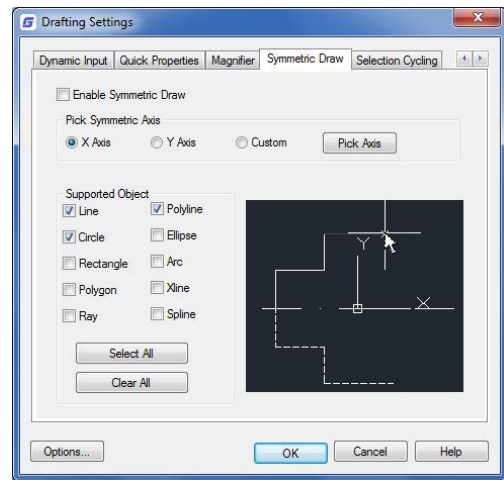 Drafting Settings
Dynamic Input Quick Properties Magnifier Symmetric Draw Selection Cycling
Enable Symmetric Draw
Pick Symmetric Axis
X Axis Y Axis Custom Pick Axis
Supported Object
Line Polyline
Circle Ellipse
Rectangle Arc
Polygon Xline
Ray Spline
Select All
Clear All
Y
X
Options... OK Cancel Help